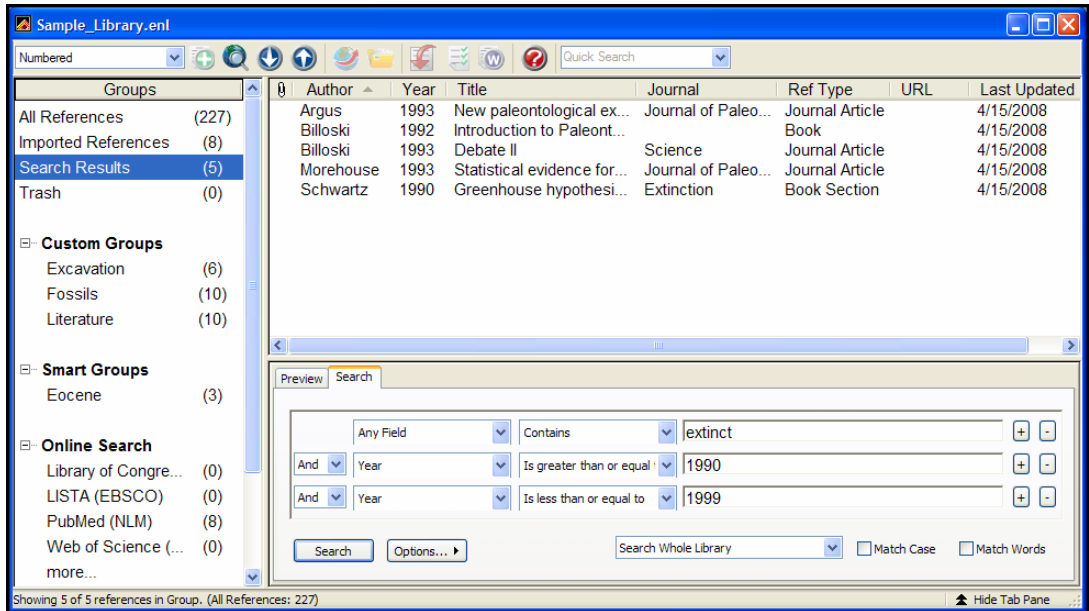 Sample_Library.enl
Numbered
Quick Search
Groups
All References (227)
Imported References (8)
Search Results (5)
Trash (0)
Custom Groups
Excavation (6)
Fossils (10)
Literature (10)
Smart Groups
Eocene (3)
Online Search
Library of Congre... (0)
LISTA (EBSCO) (0)
PubMed (NLM) (8)
Web of Science (... (0)
more...
Author Year Title Journal Ref Type URL Last Updated
Argus 1993 New paleontological ex... Journal of Paleo... Journal Article 4/15/2008
Billoski 1992 Introduction to Paleont... Book 4/15/2008
Billoski 1993 Debate II Science Journal Article 4/15/2008
Morehouse 1993 Statistical evidence for... Journal of Paleo... Journal Article 4/15/2008
Schwartz 1990 Greenhouse hypothesi... Extinction Book Section 4/15/2008
Preview Search
Any Field Contains extinct + -
And Year Is greater than or equal 1990 + -
And Year Is less than or equal to 1999 + -
Search Options... Search Whole Library Match Case Match Words
Showing 5 of 5 references in Group. (All References: 227) Hide Tab Pane